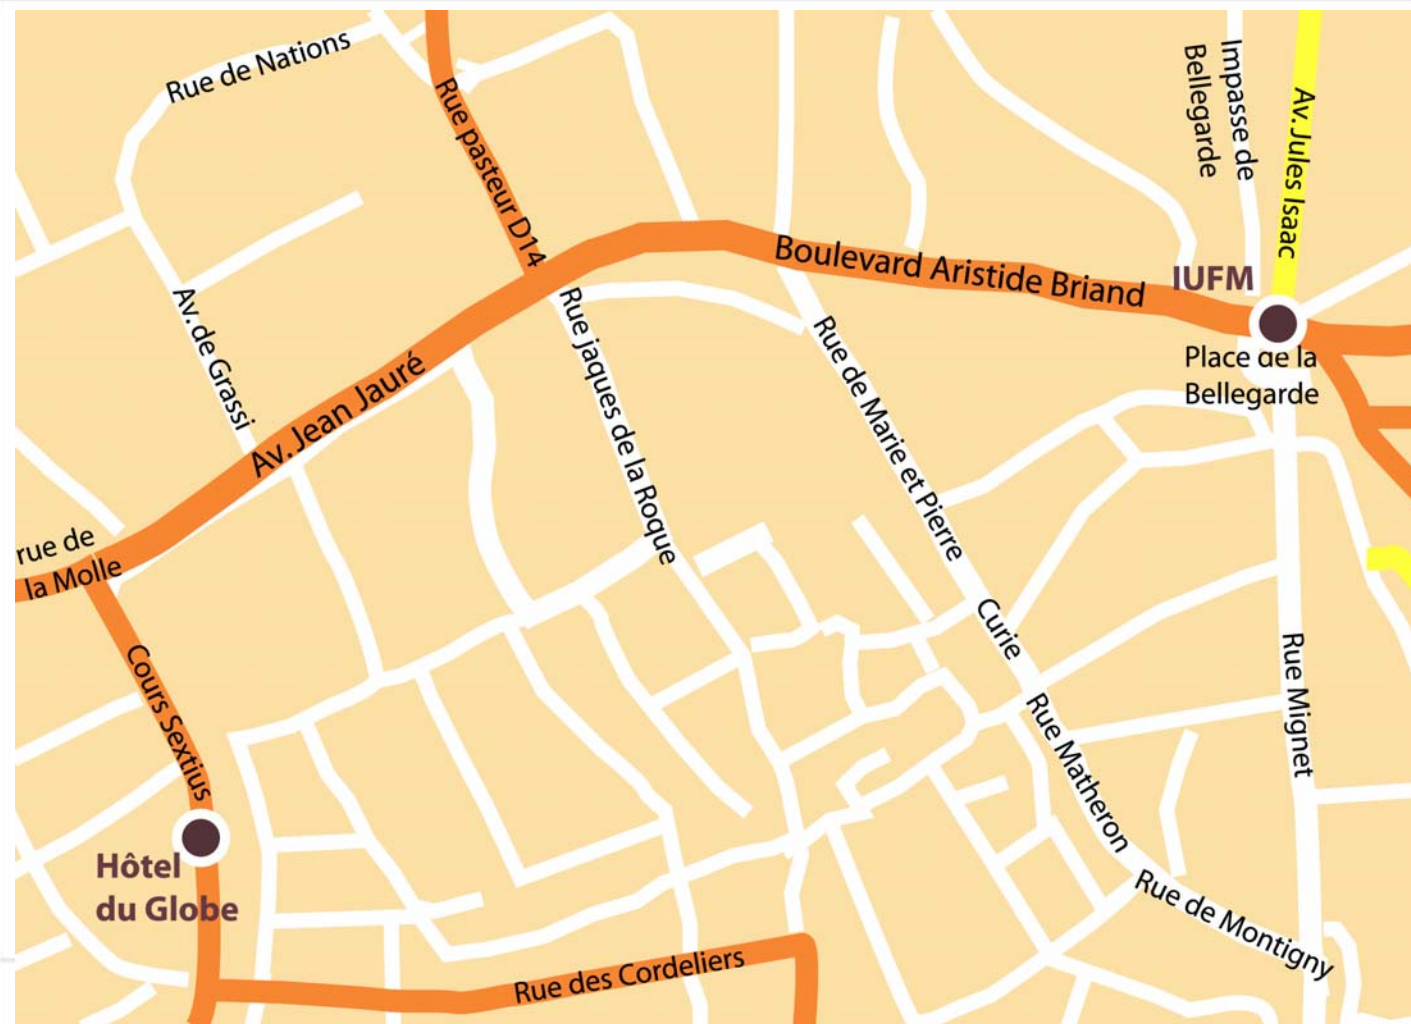 Rue de Nations
Rue pasteur D14
Impasse de
Bellegarde
Av. Jules Isaac
Boulevard Aristide Briand
IUFM
Place de la
Bellegarde
Av. de Grassi
Av. Jean Jauré
Rue jaques de la Roque
Rue de Marie et Pierre
Curie
rue de
la Molle
Cours Sextius
Rue Mignet
Rue Matheron
Hôtel
du Globe
Rue de Montigny
Rue des Cordeliers